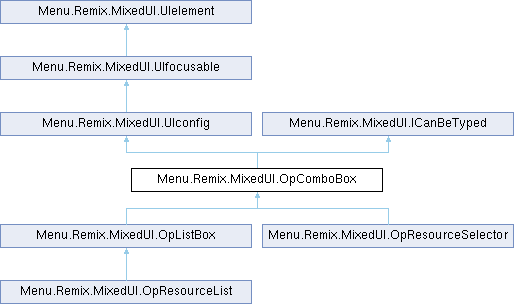 Menu.Remix.MixedUI.UIelement
Menu.Remix.MixedUI.UIfocusable
Menu.Remix.MixedUI.UIconfig
Menu.Remix.MixedUI.ICanBeTyped
Menu.Remix.MixedUI.OpComboBox
Menu.Remix.MixedUI.OpListBox
Menu.Remix.MixedUI.OpResourceSelector
Menu.Remix.MixedUI.OpResourceList